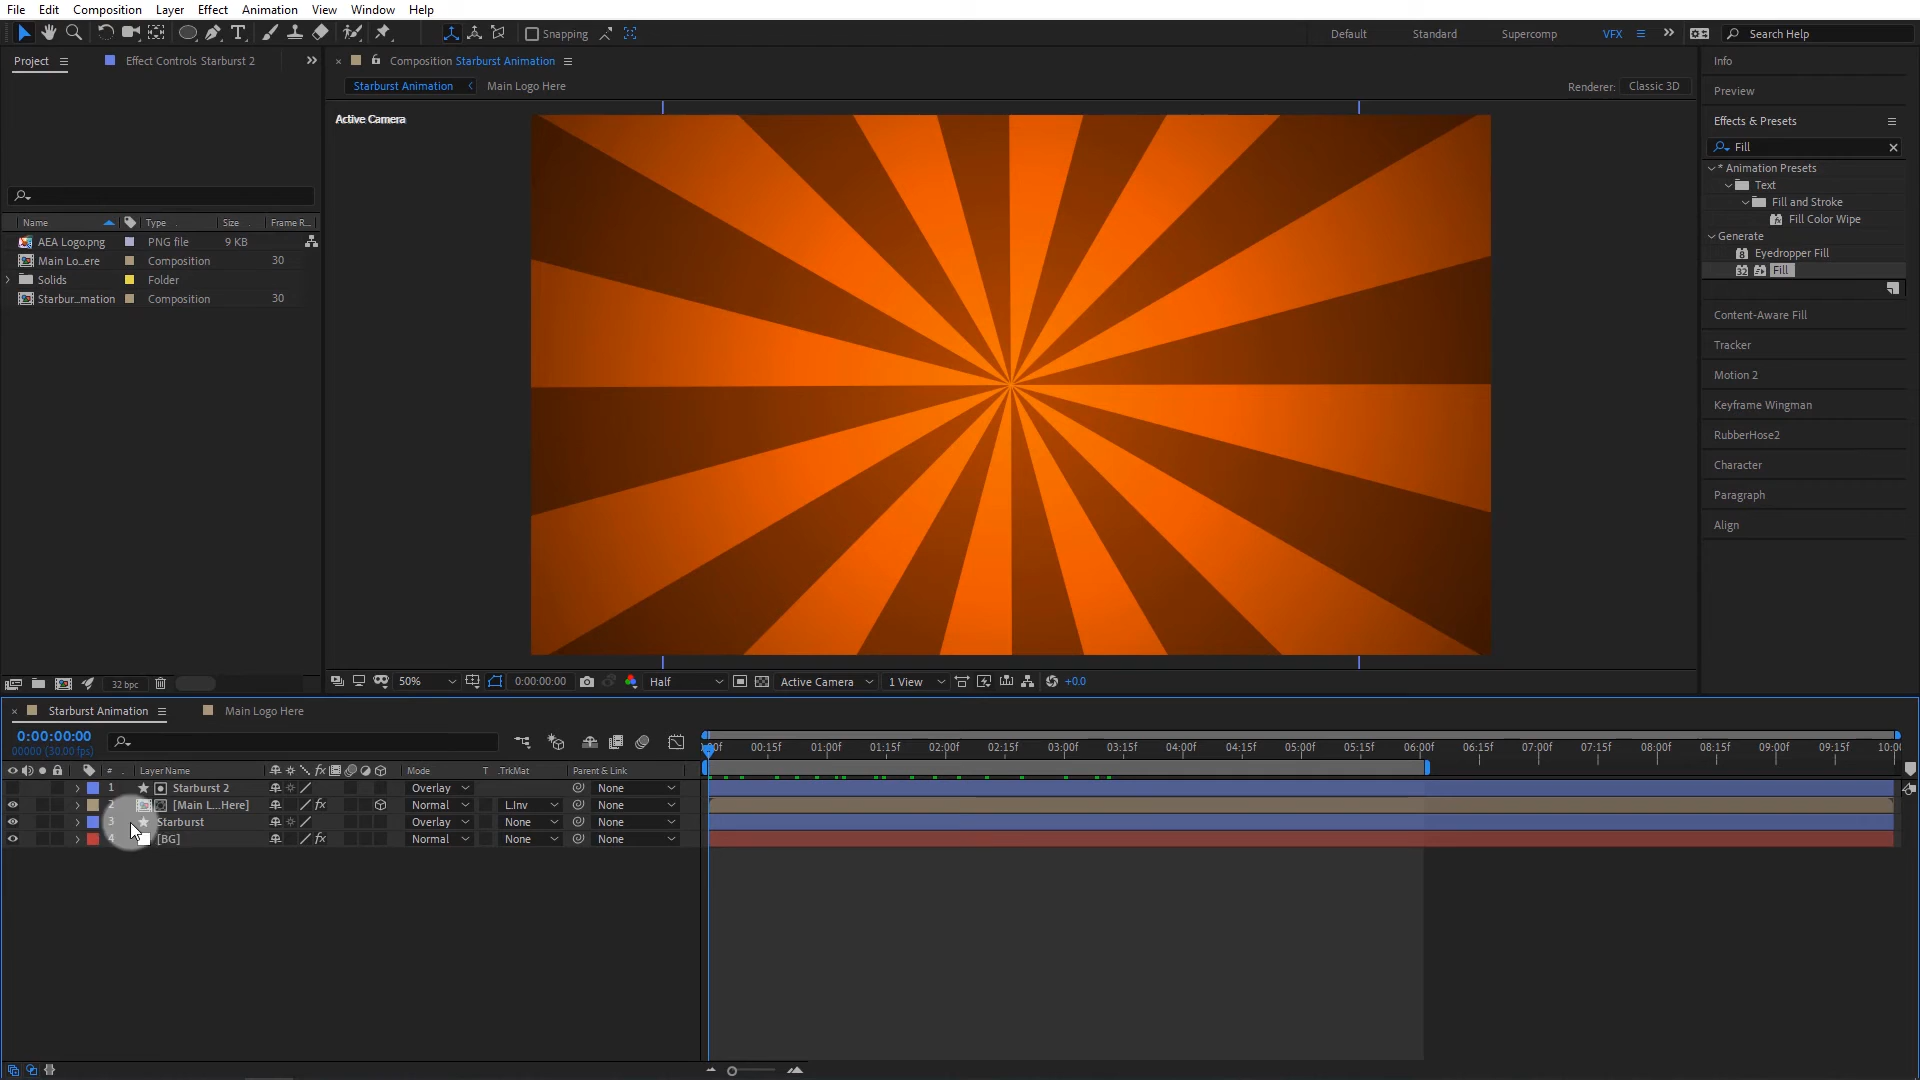 File Edit Composition Layer Effect Animation View Window Help
Snapping Default Standard Supercomp VFX Search Help
Project Effect Controls Starburst 2 Composition Starburst Animation Info
Starburst Animation Main Logo Here Renderer: Classic 3D
Preview
Active Camera Effects & Presets
Fill
* Animation Presets
Text
Fill and Stroke
Name Type Size Frame R... Fill Color Wipe
AEA Logo.png PNG file 9 KB Generate
Main Lo...ere Composition 30 Eyedropper Fill
Solids Folder Fill
Starbur...mation Composition 30
Content-Aware Fill
Tracker
Motion 2
Keyframe Wingman
RubberHose2
Character
Paragraph
Align
32 bpc 50% 0:00:00:00 Half Active Camera 1 View +0.0
Starburst Animation Main Logo Here
0:00:00:00
00000 (30.00 fps) 00:15f 01:00f 01:15f 02:00f 02:15f 03:00f 03:15f 04:00f 04:15f 05:00f 05:15f 06:00f 06:15f 07:00f 07:15f 08:00f 08:15f 09:00f 09:15f
# Layer Name Mode T .TrkMat Parent & Link
1 Starburst 2 Overlay None
2 [Main L...Here] Normal L.Inv None
3 Starburst Overlay None None
4 [BG] Normal None None